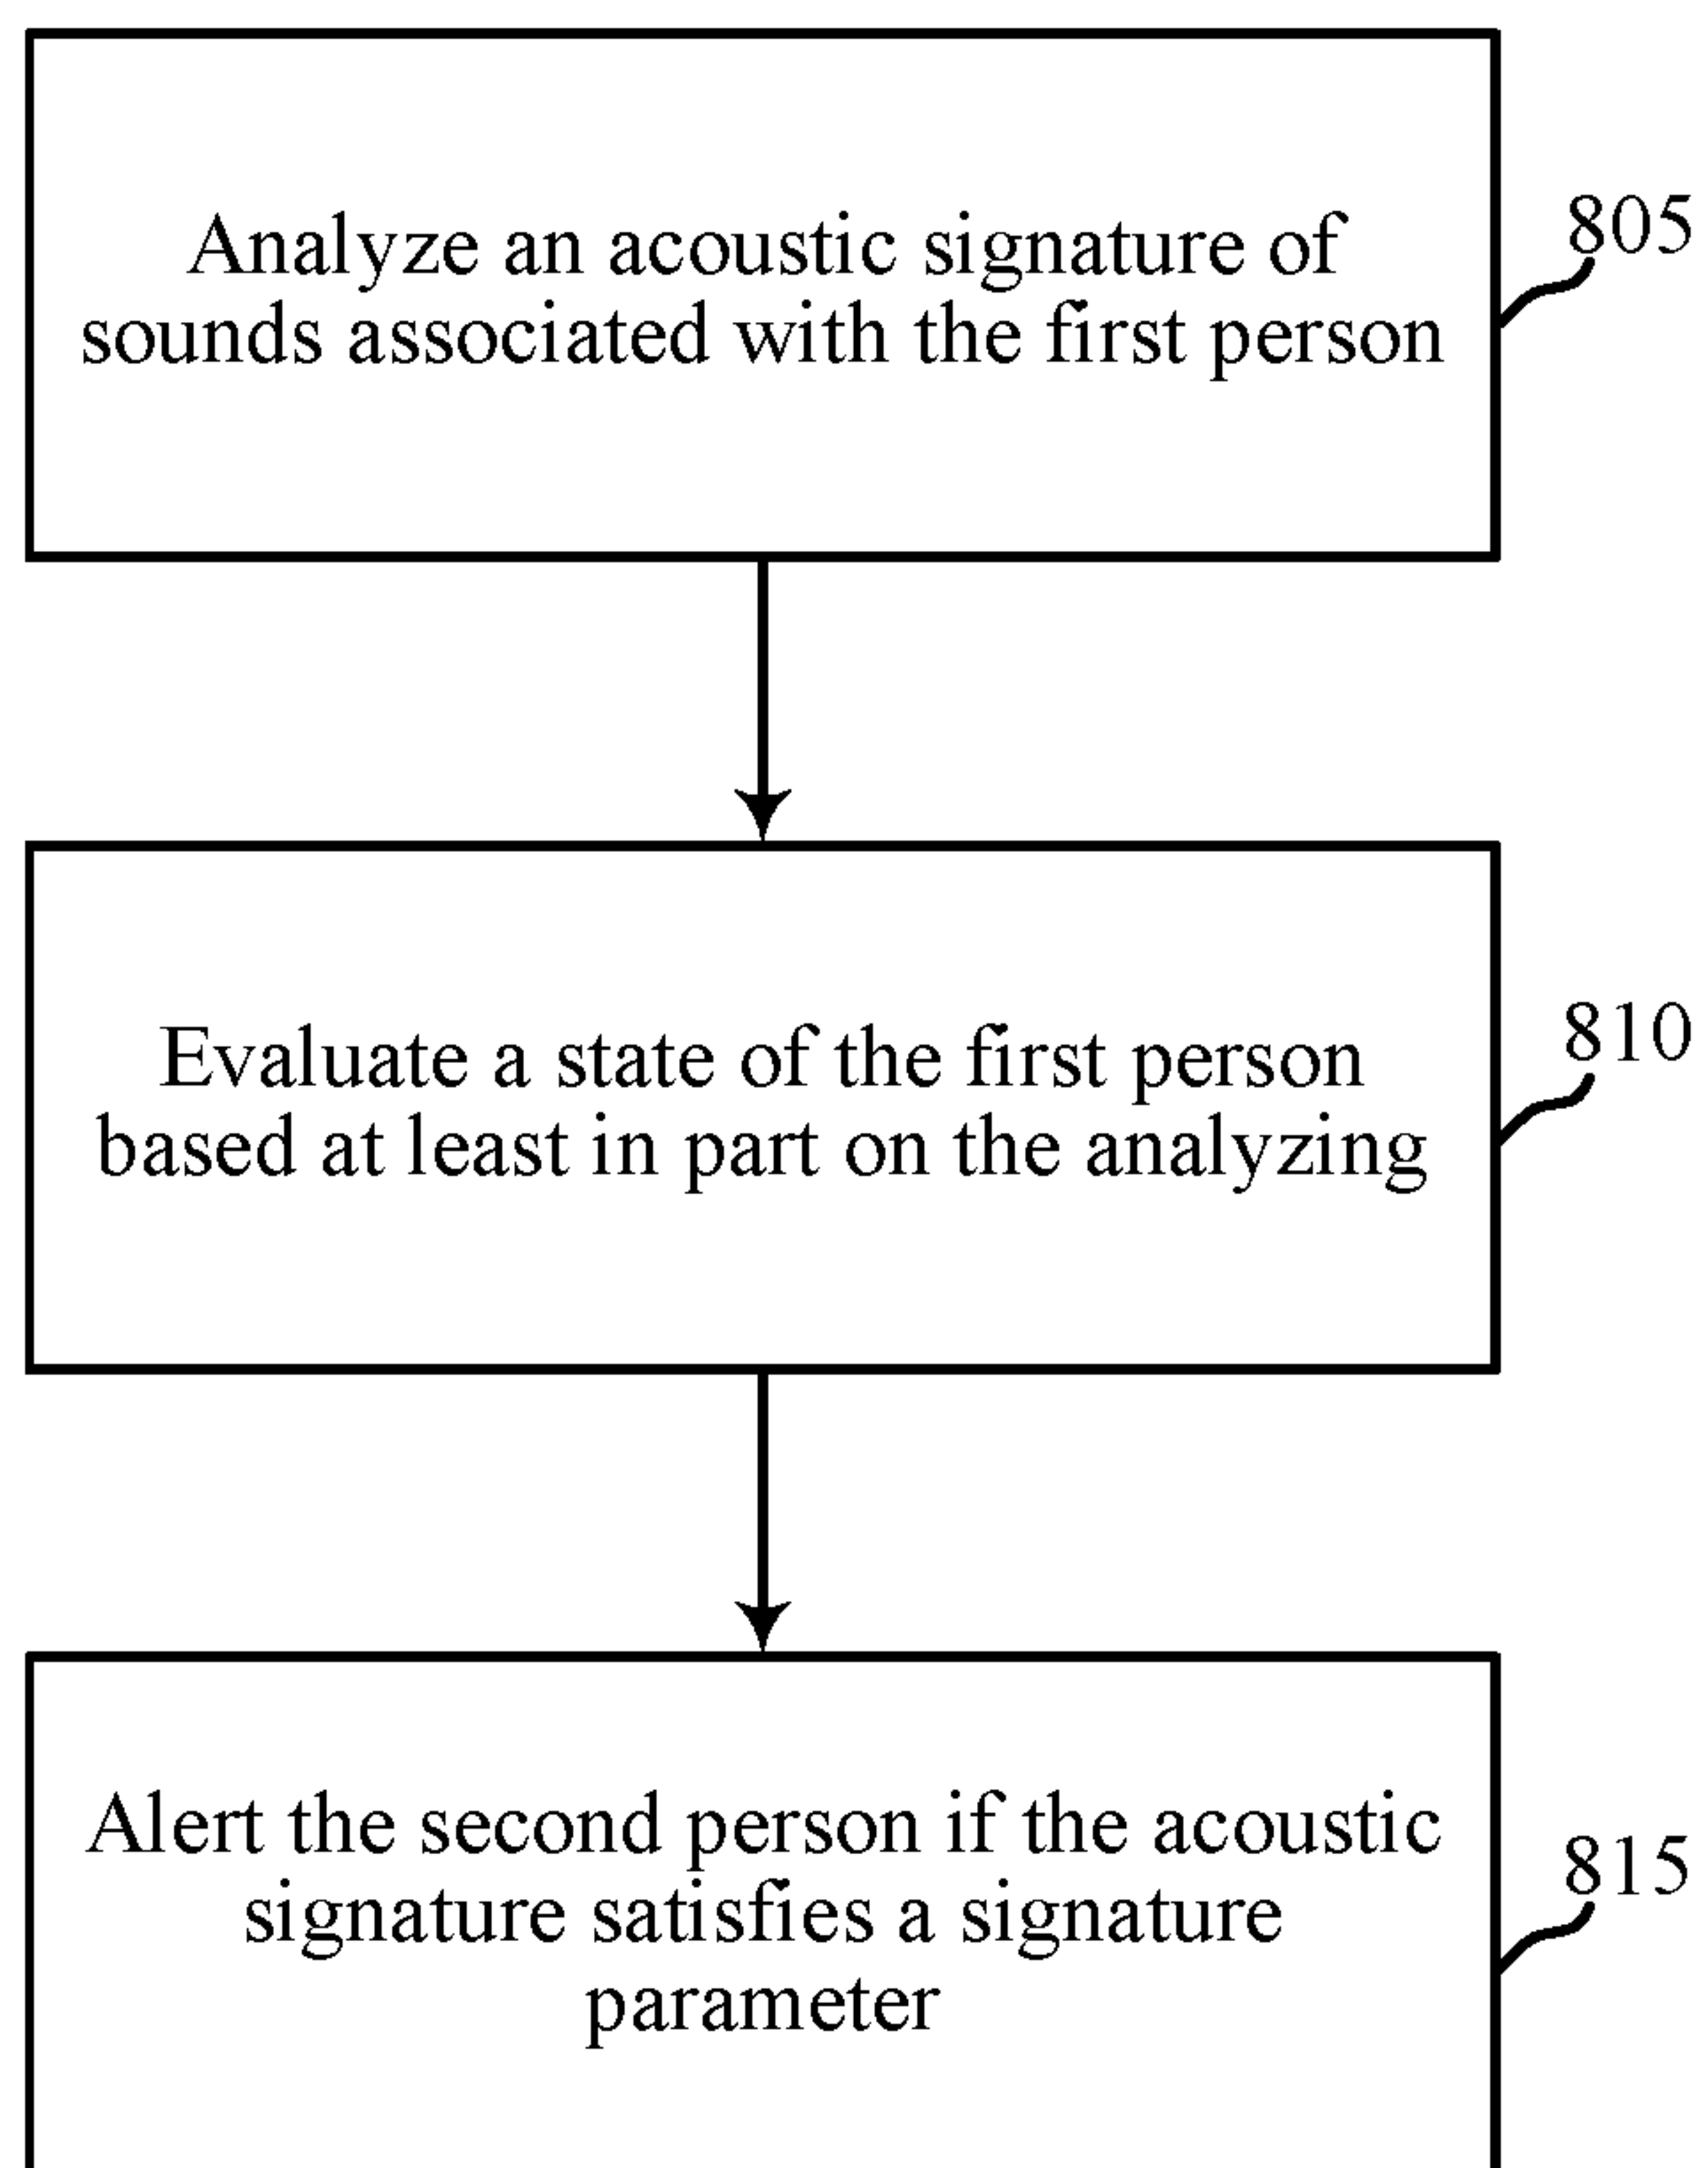 Analyze an acoustic signature of
805
sounds associated with the first person
810
Evaluate a state of the first person
based at least in part on the analyzing
Alert the second person if the acoustic
815
signature satisfies a signature
parameter